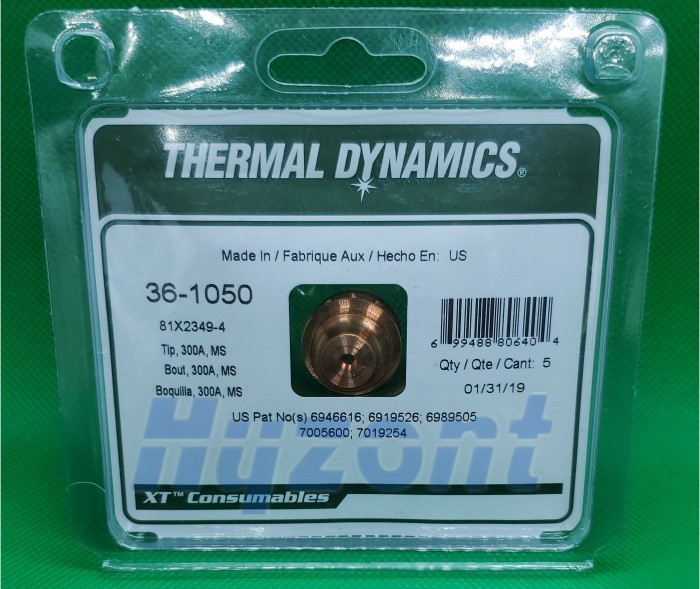 THERMAL DYNAMICS®
Made In / Fabrique Aux / Hecho En: US
36-1050
81X2349-4
Tip, 300A, MS
Bout, 300A, MS
Boquilla, 300A, MS
6 99488 80640 4
Qty / Qte / Cant: 5
01/31/19
US Pat No(s) 6946616; 6919526; 6989505
7005600; 7019254
Hyzont
XT™ Consumables